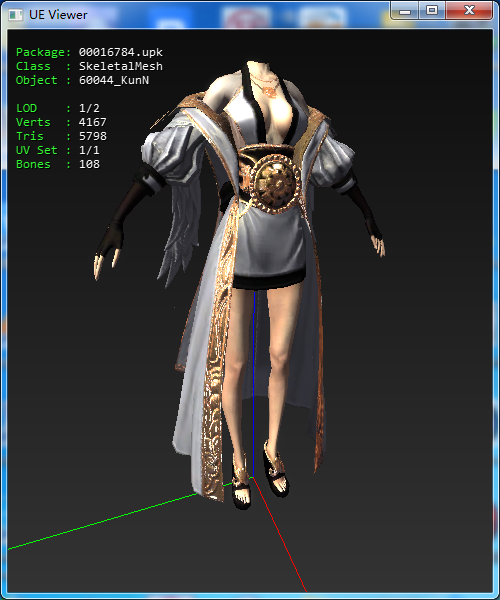 UE Viewer
Package: 00016784.upk
Class  : SkeletalMesh
Object : 60044_KunN
LOD    : 1/2
Verts  : 4167
Tris   : 5798
UV Set : 1/1
Bones  : 108